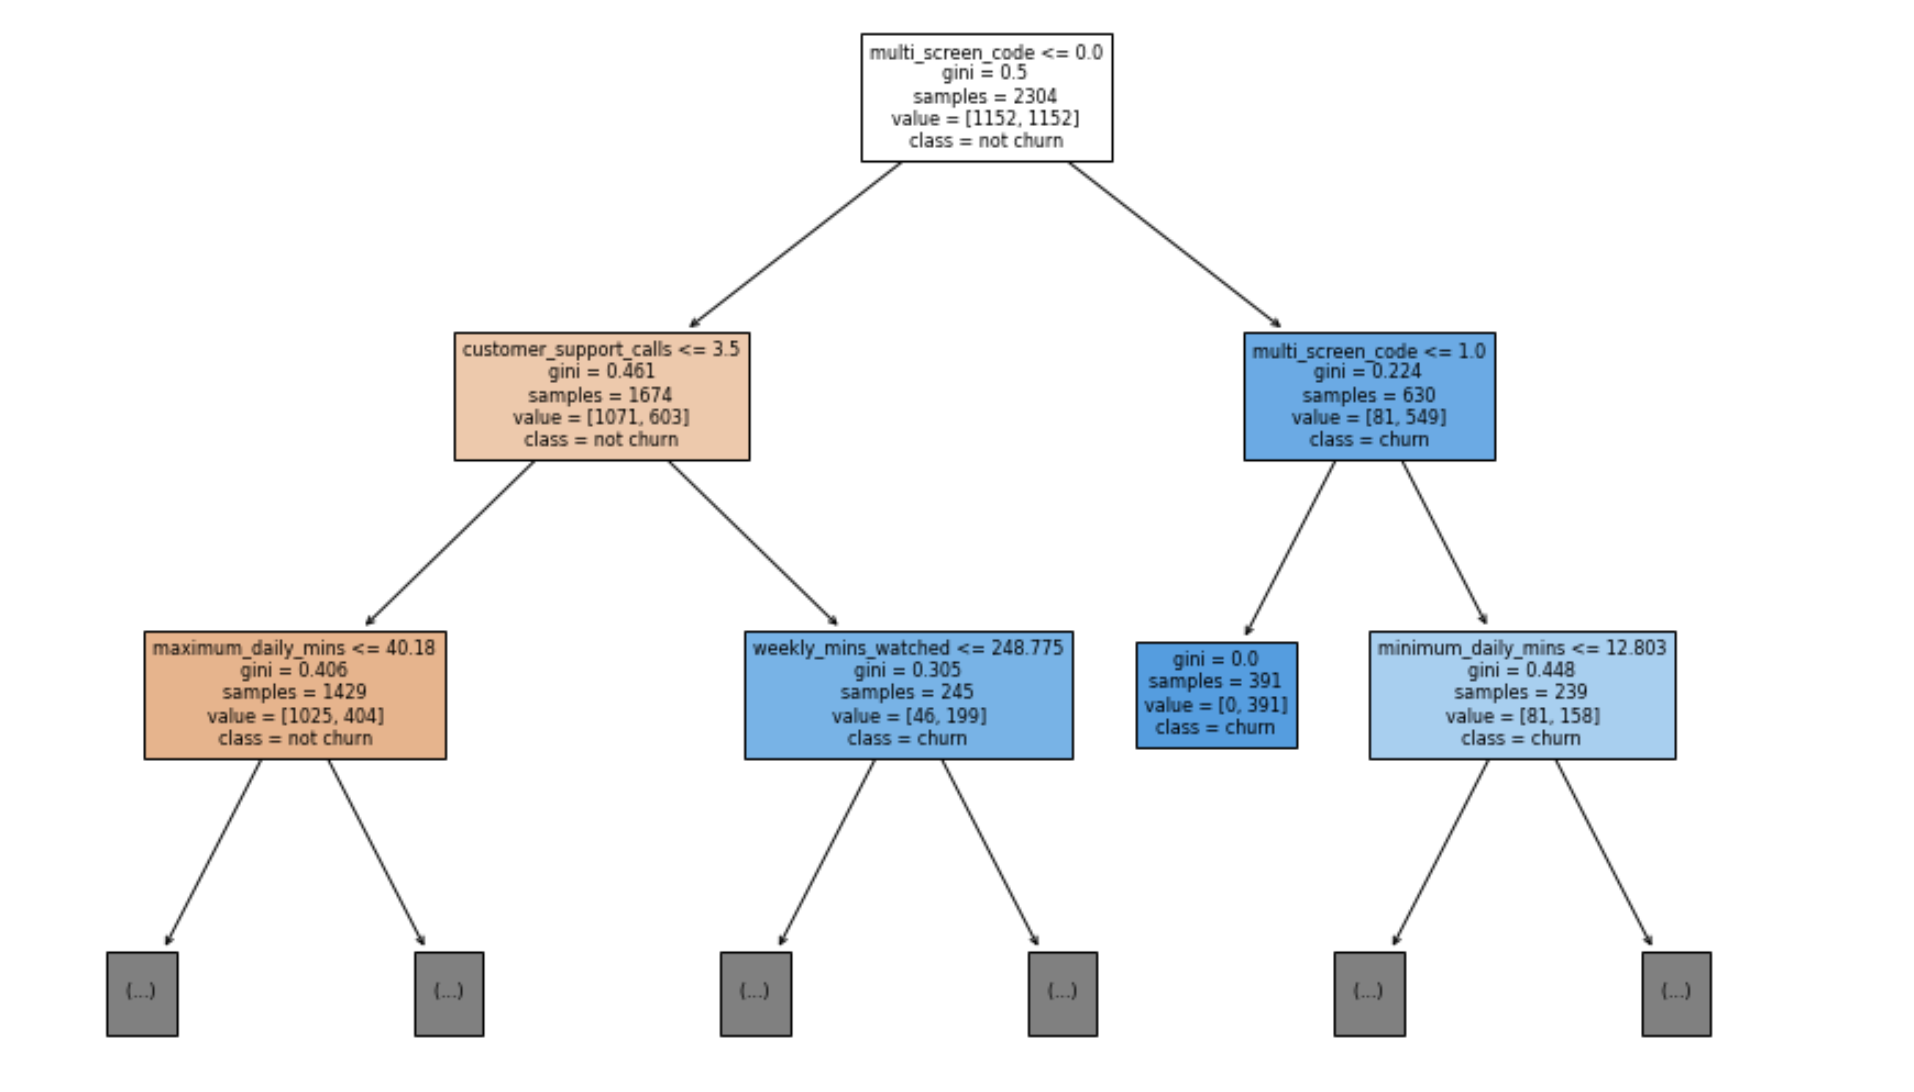 multi_screen_code <= 0.0
gini = 0.5
samples = 2304
value = [1152, 1152]
class = not churn
customer_support_calls <= 3.5
gini = 0.461
samples = 1674
value = [1071, 603]
class = not churn
multi_screen_code <= 1.0
gini = 0.224
samples = 630
value = [81, 549]
class = churn
maximum_daily_mins <= 40.18
gini = 0.406
samples = 1429
value = [1025, 404]
class = not churn
weekly_mins_watched <= 248.775
gini = 0.305
samples = 245
value = [46, 199]
class = churn
gini = 0.0
samples = 391
value = [0, 391]
class = churn
minimum_daily_mins <= 12.803
gini = 0.448
samples = 239
value = [81, 158]
class = churn
(...)
(...)
(...)
(...)
(...)
(...)